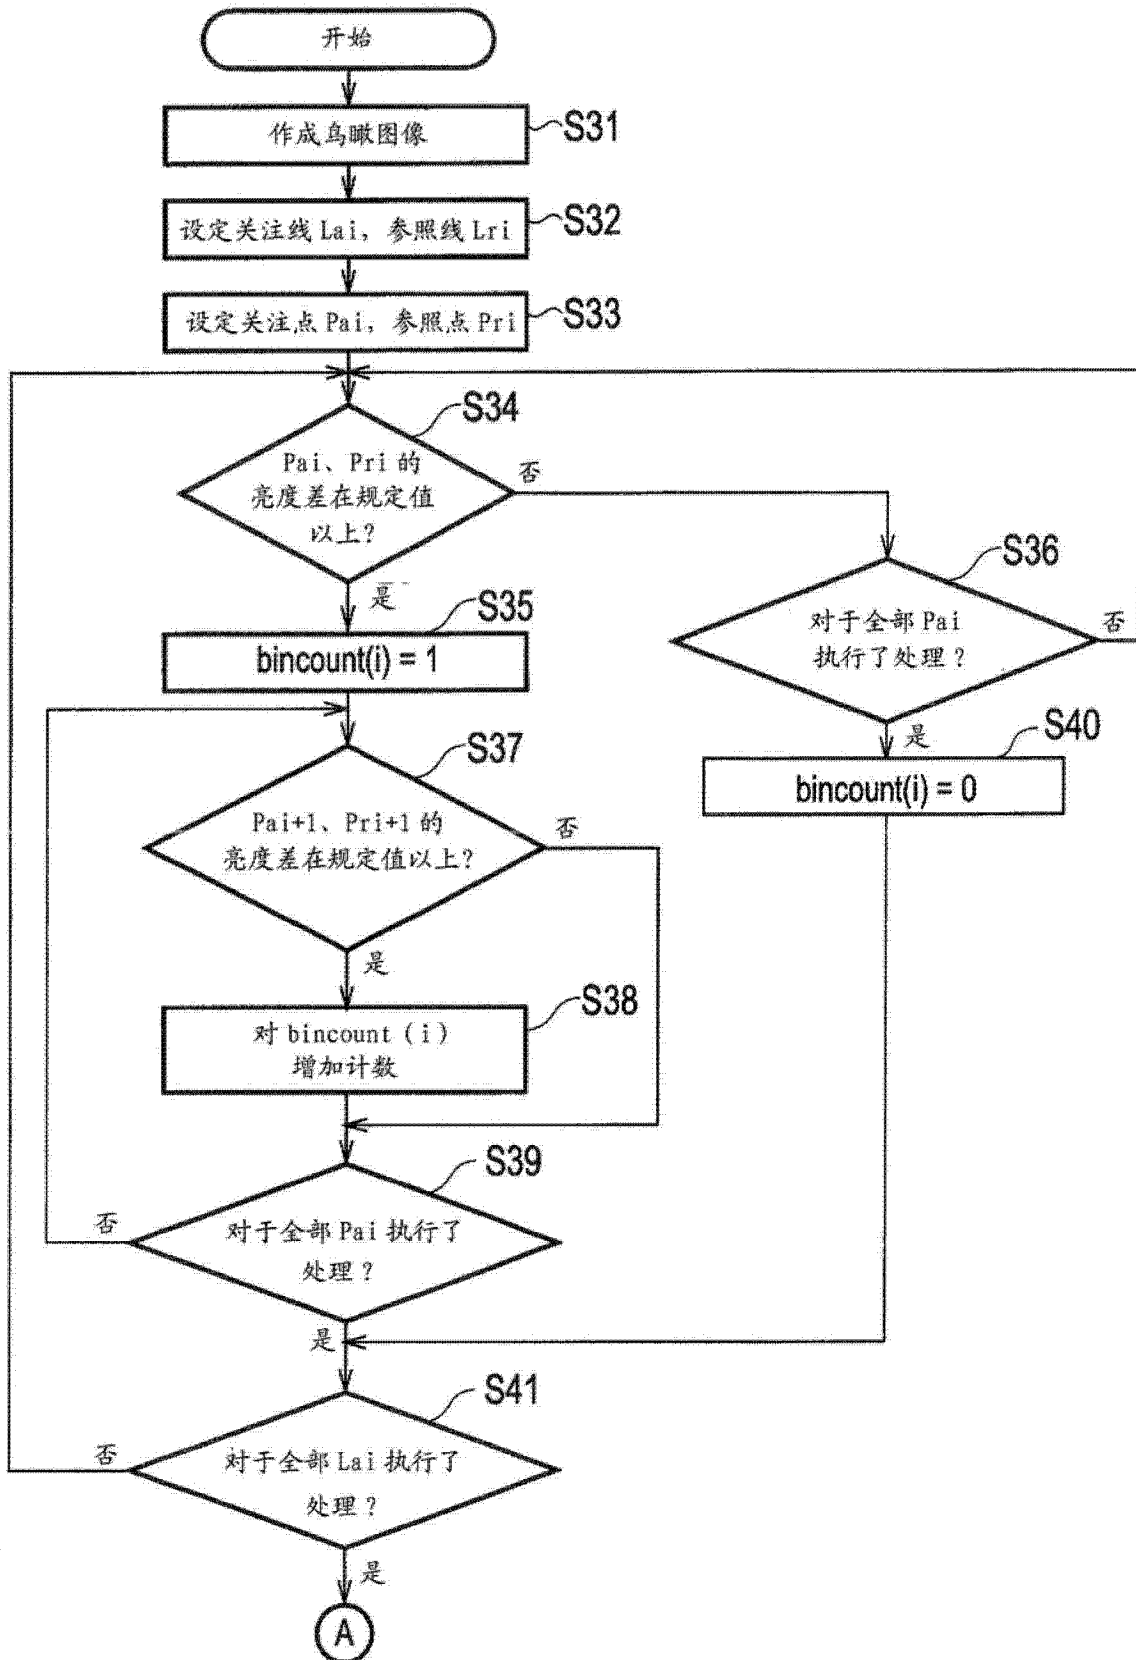 开始
作成鸟瞰图像
S31
设定关注线 Lai, 参照线 Lri
S32
设定关注点 Pai, 参照点 Pri
S33
S34
Pai、Pri 的
亮度差在规定值
以上?
否
是
S35
bincount(i) = 1
S36
对于全部 Pai
执行了处理?
否
是
S40
bincount(i) = 0
S37
Pai+1、Pri+1 的
亮度差在规定值以上?
否
是
S38
对 bincount (i)
增加计数
S39
对于全部 Pai 执行了
处理?
否
是
S41
对于全部 Lai 执行了
处理?
否
是
A